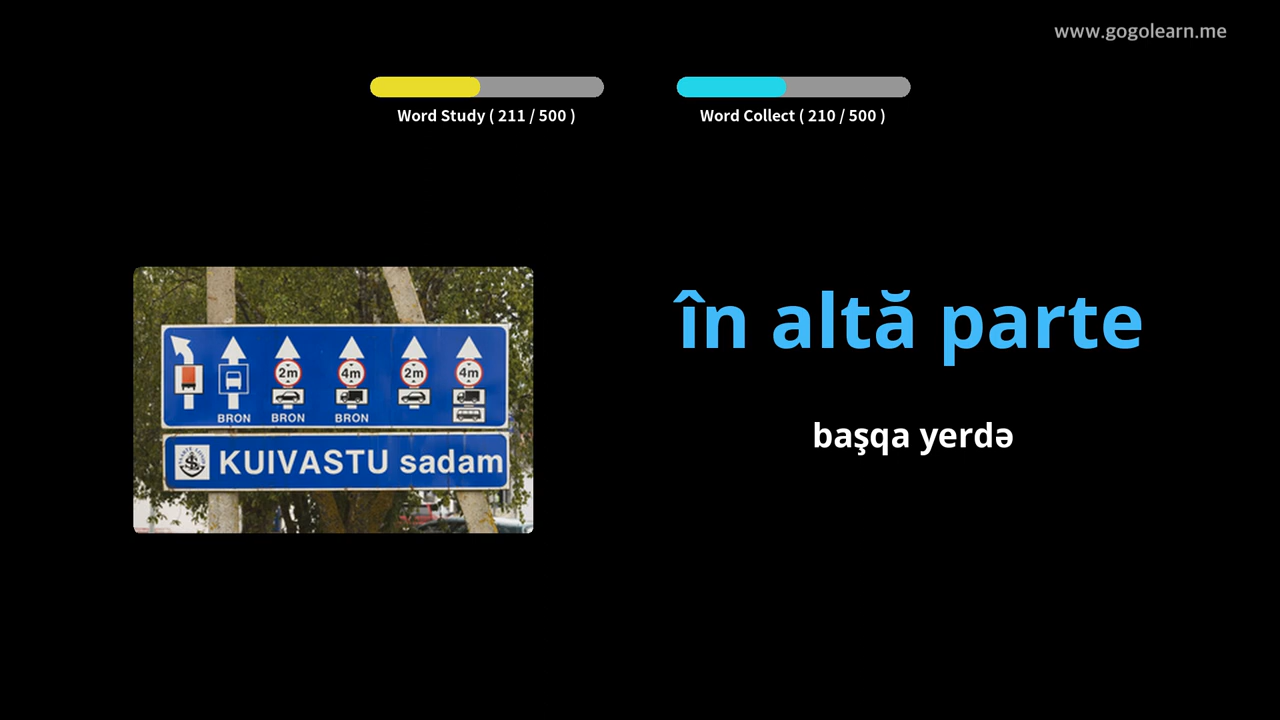 www.gogolearn.me
Word Study ( 211 / 500 )
Word Collect ( 210 / 500 )
2m 4m 2m 4m
BRON BRON BRON
KUIVASTU sadam
în altă parte
başqa yerdə